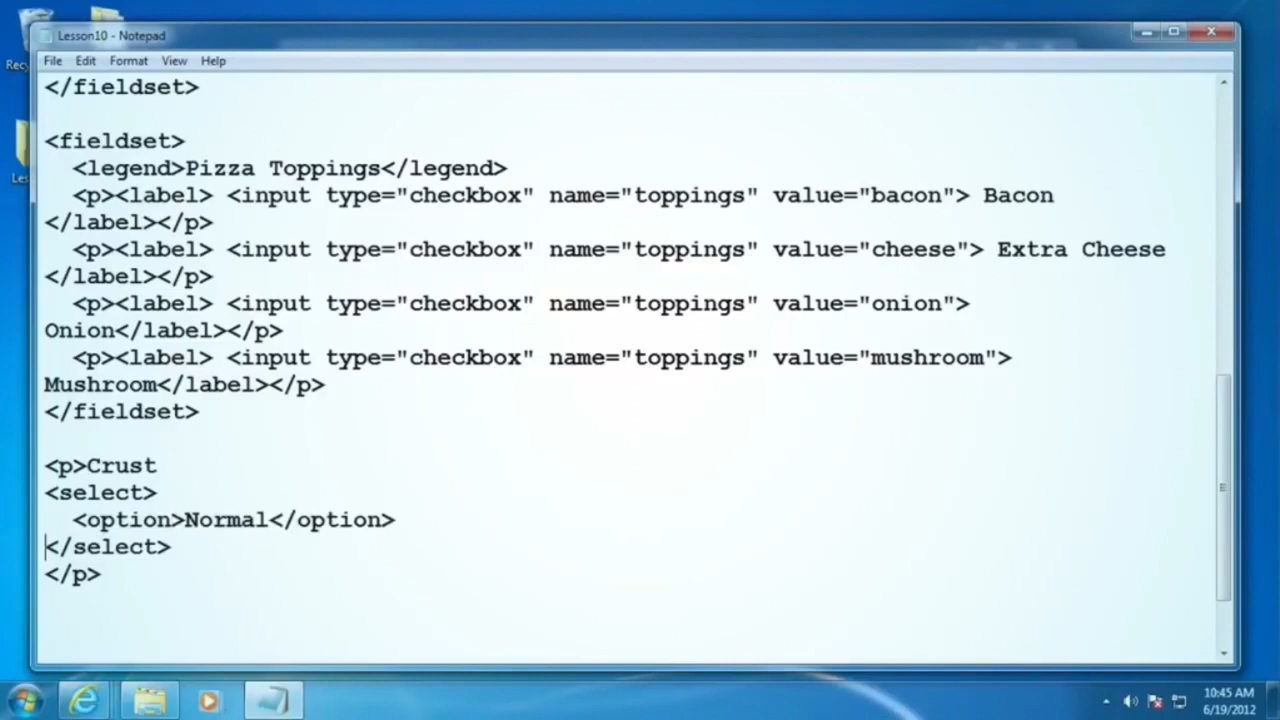 Lesson10 - Notepad
File Edit Format View Help
</fieldset>
<fieldset>
<legend>Pizza Toppings</legend>
<p><label> <input type="checkbox" name="toppings" value="bacon"> Bacon
</label></p>
<p><label> <input type="checkbox" name="toppings" value="cheese"> Extra Cheese
</label></p>
<p><label> <input type="checkbox" name="toppings" value="onion">
Onion</label></p>
<p><label> <input type="checkbox" name="toppings" value="mushroom">
Mushroom</label></p>
</fieldset>
<p>Crust
<select>
<option>Normal</option>
</select>
</p>
10:45 AM
6/19/2012